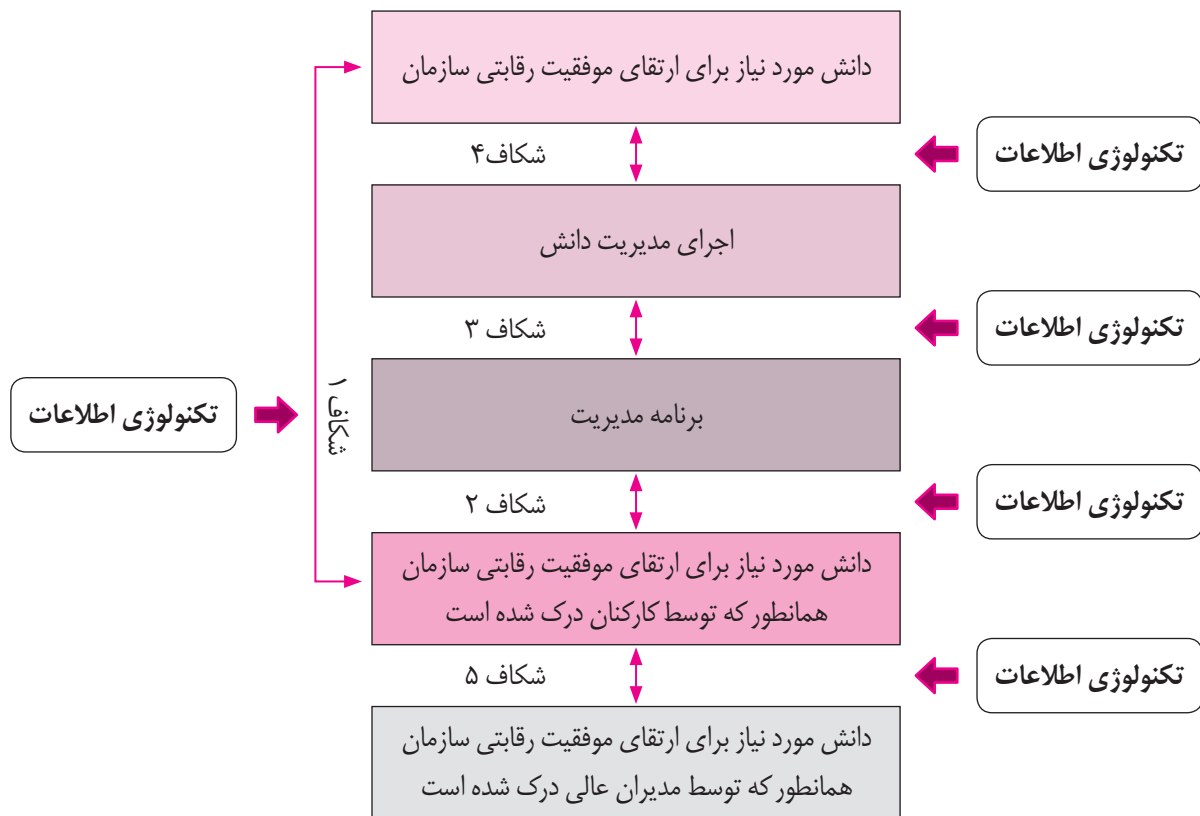 دانش مورد نیاز برای ارتقای موفقیت رقابتی سازمان
شکاف۴
تکنولوژی اطلاعات
اجرای مدیریت دانش
شکاف ۳
تکنولوژی اطلاعات
برنامه مدیریت
شکاف ۱
تکنولوژی اطلاعات
شکاف ۲
تکنولوژی اطلاعات
دانش مورد نیاز برای ارتقای موفقیت رقابتی سازمان
همانطور که توسط کارکنان درک شده است
شکاف ۵
تکنولوژی اطلاعات
دانش مورد نیاز برای ارتقای موفقیت رقابتی سازمان
همانطور که توسط مدیران عالی درک شده است